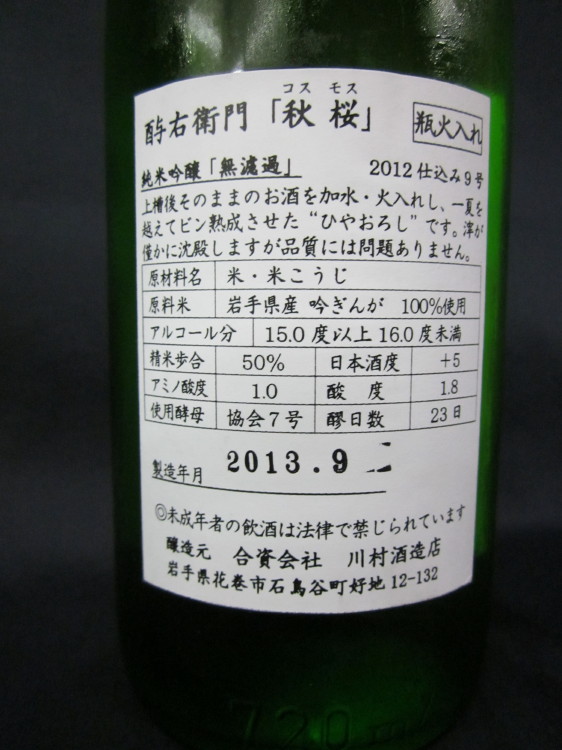 コス モス
酉与右衛門「秋桜」
瓶火入れ
純米吟醸「無濾過」 2012仕込み9号
上槽後そのままのお酒を加水・火入れし、一夏を
越えてビン熟成させた“ひやおろし”です。滓が
僅かに沈殿しますが品質には問題ありません。
原材料名 米・米こうじ
原料米 岩手県産 吟ぎんが 100%使用
アルコール分 15.0度以上16.0度未満
精米歩合 50% 日本酒度 +5
アミノ酸度 1.0 酸 度 1.8
使用酵母 協会7号 醪日数 23日
製造年月 2013.9
◎未成年者の飲酒は法律で禁じられています
醸造元 合資会社 川村酒造店
岩手県花巻市石鳥谷町好地12-132
720m